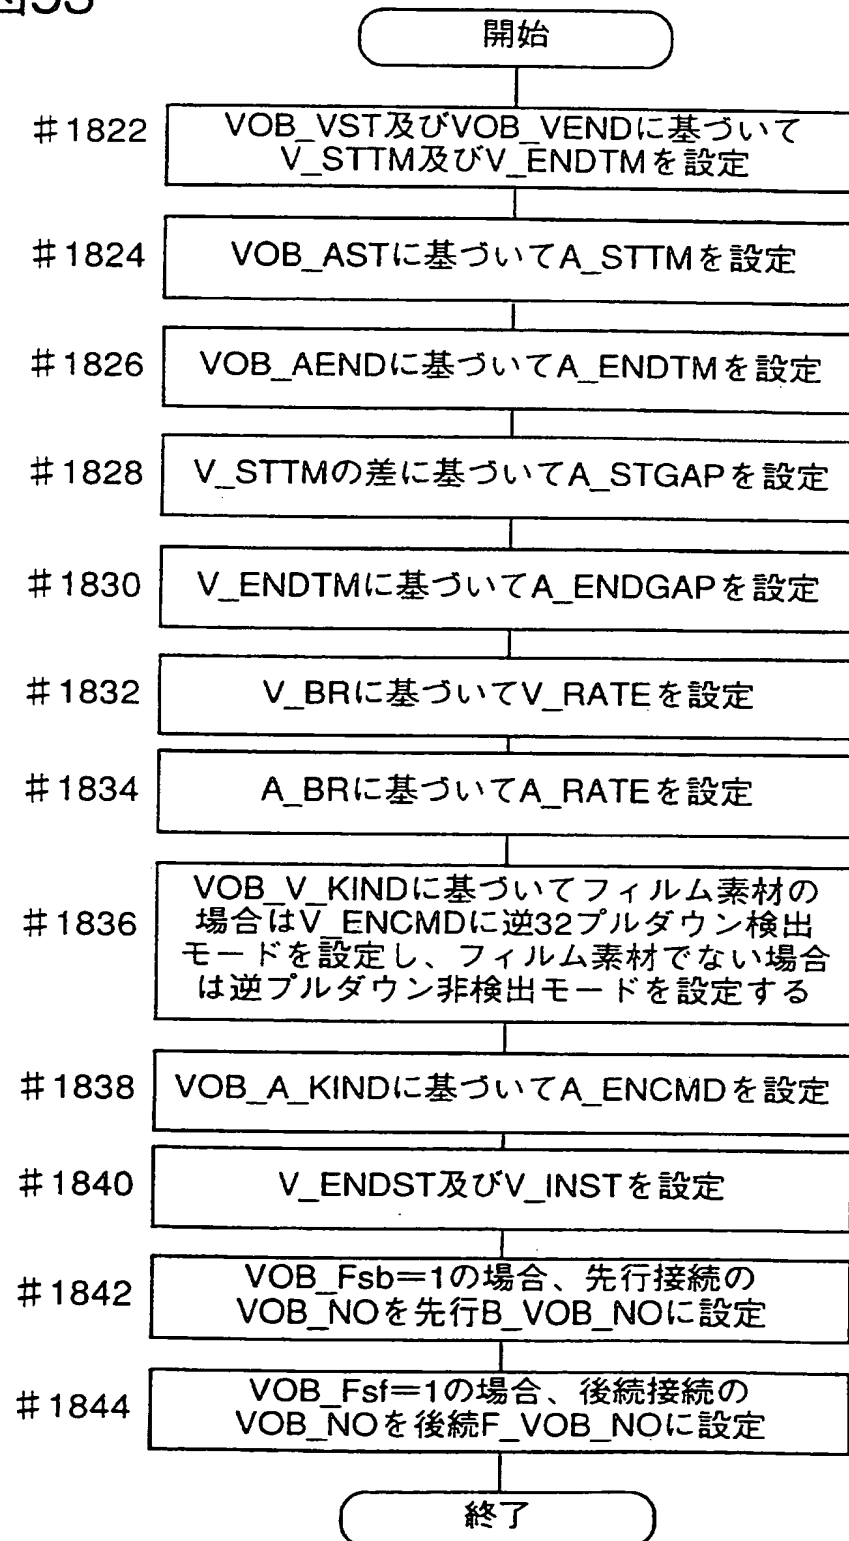 図53
開始
#1822
VOB_VST及びVOB_VENDに基づいて
V_STTM及びV_ENDTMを設定
#1824
VOB_ASTに基づいてA_STTMを設定
#1826
VOB_AENDに基づいてA_ENDTMを設定
#1828
V_STTMの差に基づいてA_STGAPを設定
#1830
V_ENDTMに基づいてA_ENDGAPを設定
#1832
V_BRに基づいてV_RATEを設定
#1834
A_BRに基づいてA_RATEを設定
#1836
VOB_V_KINDに基づいてフィルム素材の
場合はV_ENCMDに逆32プルダウン検出
モードを設定し、フィルム素材でない場合
は逆プルダウン非検出モードを設定する
#1838
VOB_A_KINDに基づいてA_ENCMDを設定
#1840
V_ENDST及びV_INSTを設定
#1842
VOB_Fsb=1の場合、先行接続の
VOB_NOを先行B_VOB_NOに設定
#1844
VOB_Fsf=1の場合、後続接続の
VOB_NOを後続F_VOB_NOに設定
終了